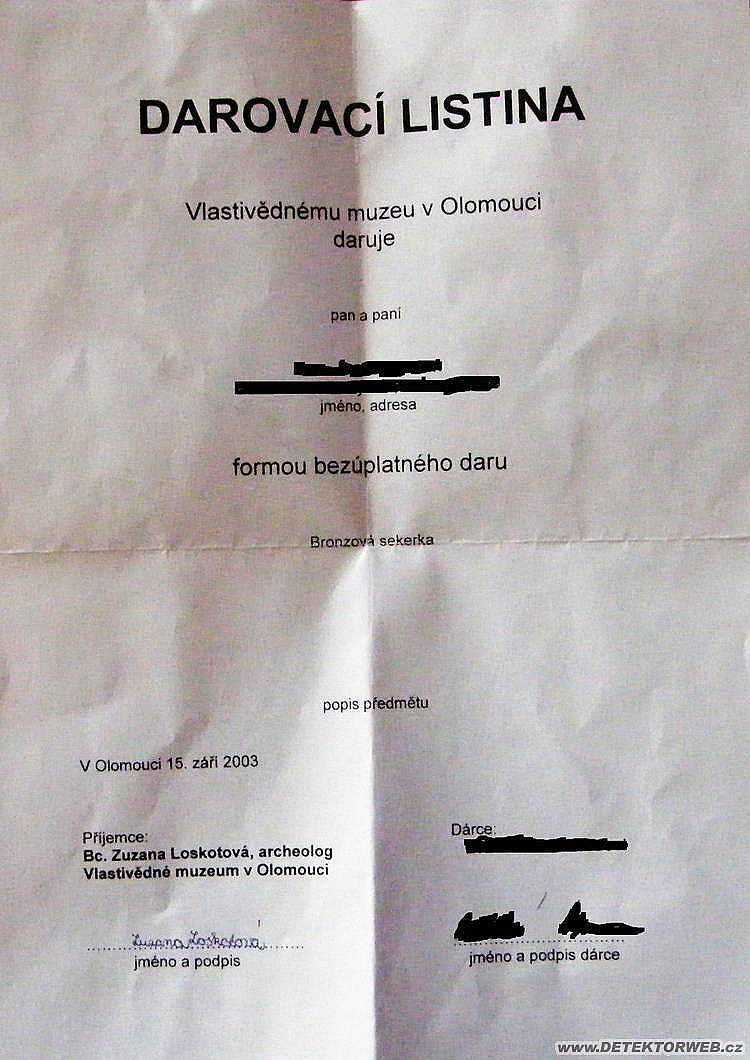 DAROVACÍ LISTINA
Vlastivědnému muzeu v Olomouci
daruje
pan a paní
jméno, adresa
formou bezúplatného daru
Bronzová sekerka
popis předmětu
V Olomouci 15. září 2003
Příjemce:
Bc. Zuzana Loskotová, archeolog
Vlastivědné muzeum v Olomouci
Zuzana Loskotová
jméno a podpis
Dárce:
jméno a podpis dárce
www.DETEKTORWEB.cz